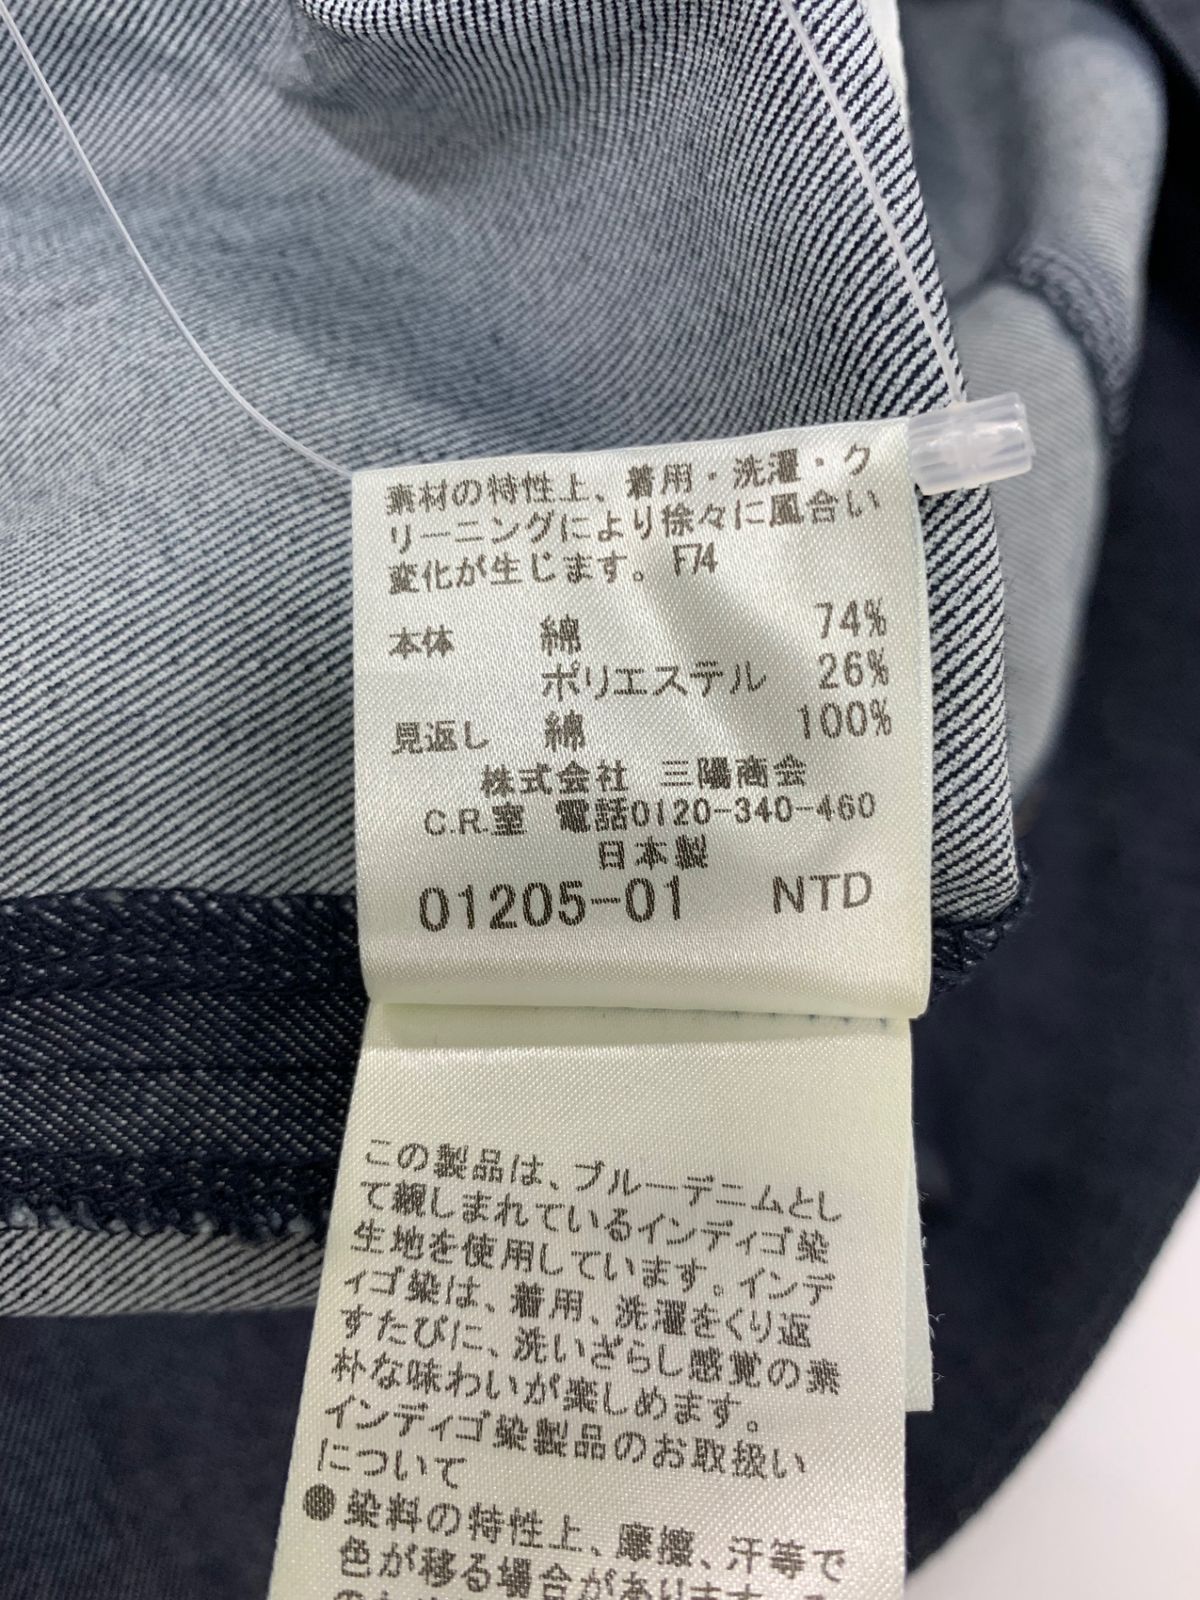 素材の特性上、着用・洗濯・ク
リーニングにより徐々に風合い
変化が生じます。F74
本体 綿 74%
ポリエステル 26%
見返し 綿 100%
株式会社 三陽商会
C.R.室 電話0120-340-460
日本製
01205-01 NTD
この製品は、ブルーデニムとし
て親しまれているインディゴ染
生地を使用しています。インデ
ィゴ染は、着用、洗濯をくり返
すたびに、洗いざらし感覚の素
朴な味わいが楽しめます。
インディゴ染製品のお取扱い
について
●染料の特性上、摩擦、汗等で
色が移る場合があります。